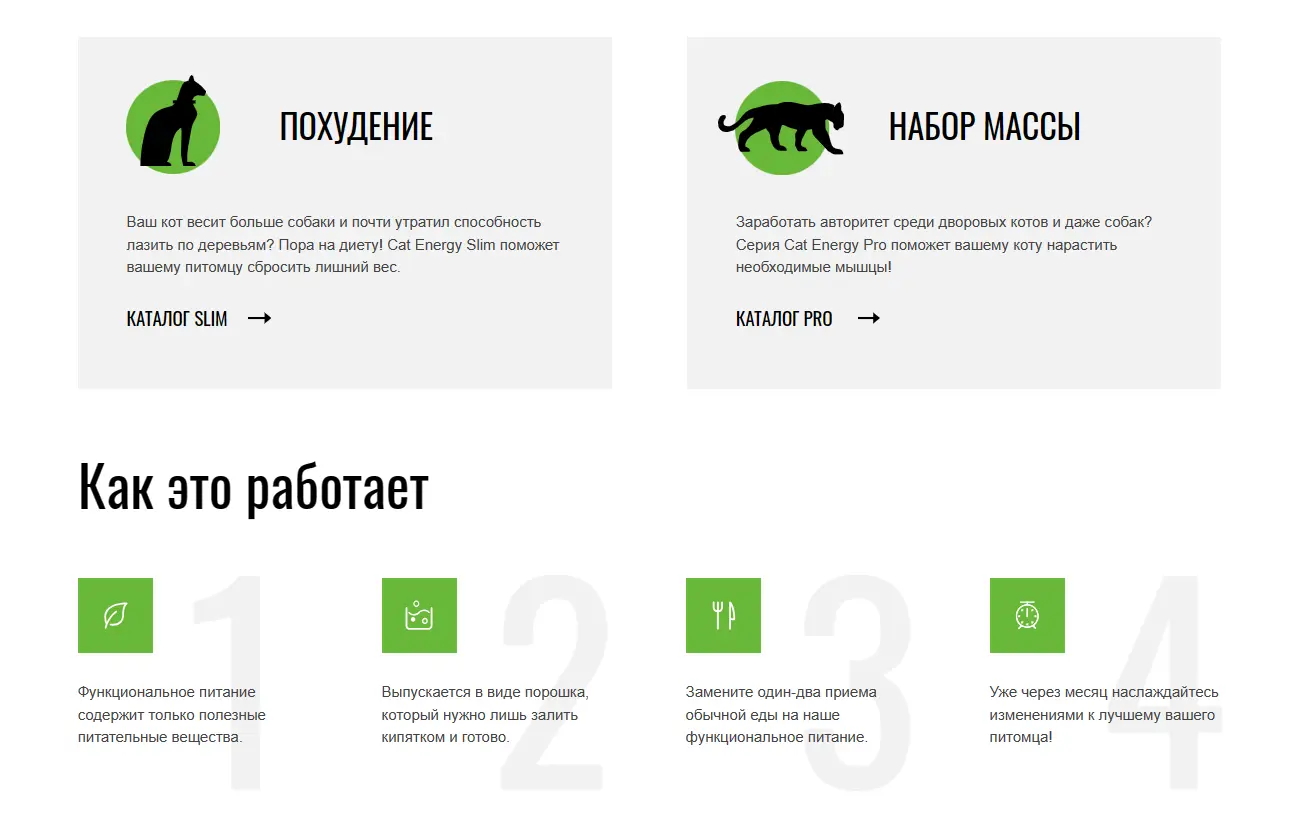 ПОХУДЕНИЕ
Ваш кот весит больше собаки и почти утратил способность
лазить по деревьям? Пора на диету! Cat Energy Slim поможет
вашему питомцу сбросить лишний вес.
КАТАЛОГ SLIM
НАБОР МАССЫ
Заработать авторитет среди дворовых котов и даже собак?
Серия Cat Energy Pro поможет вашему коту нарастить
необходимые мышцы!
КАТАЛОГ PRO
Как это работает
1
Функциональное питание
содержит только полезные
питательные вещества.
2
Выпускается в виде порошка,
который нужно лишь залить
кипятком и готово.
3
Замените один-два приема
обычной еды на наше
функциональное питание.
4
Уже через месяц наслаждайтесь
изменениями к лучшему вашего
питомца!